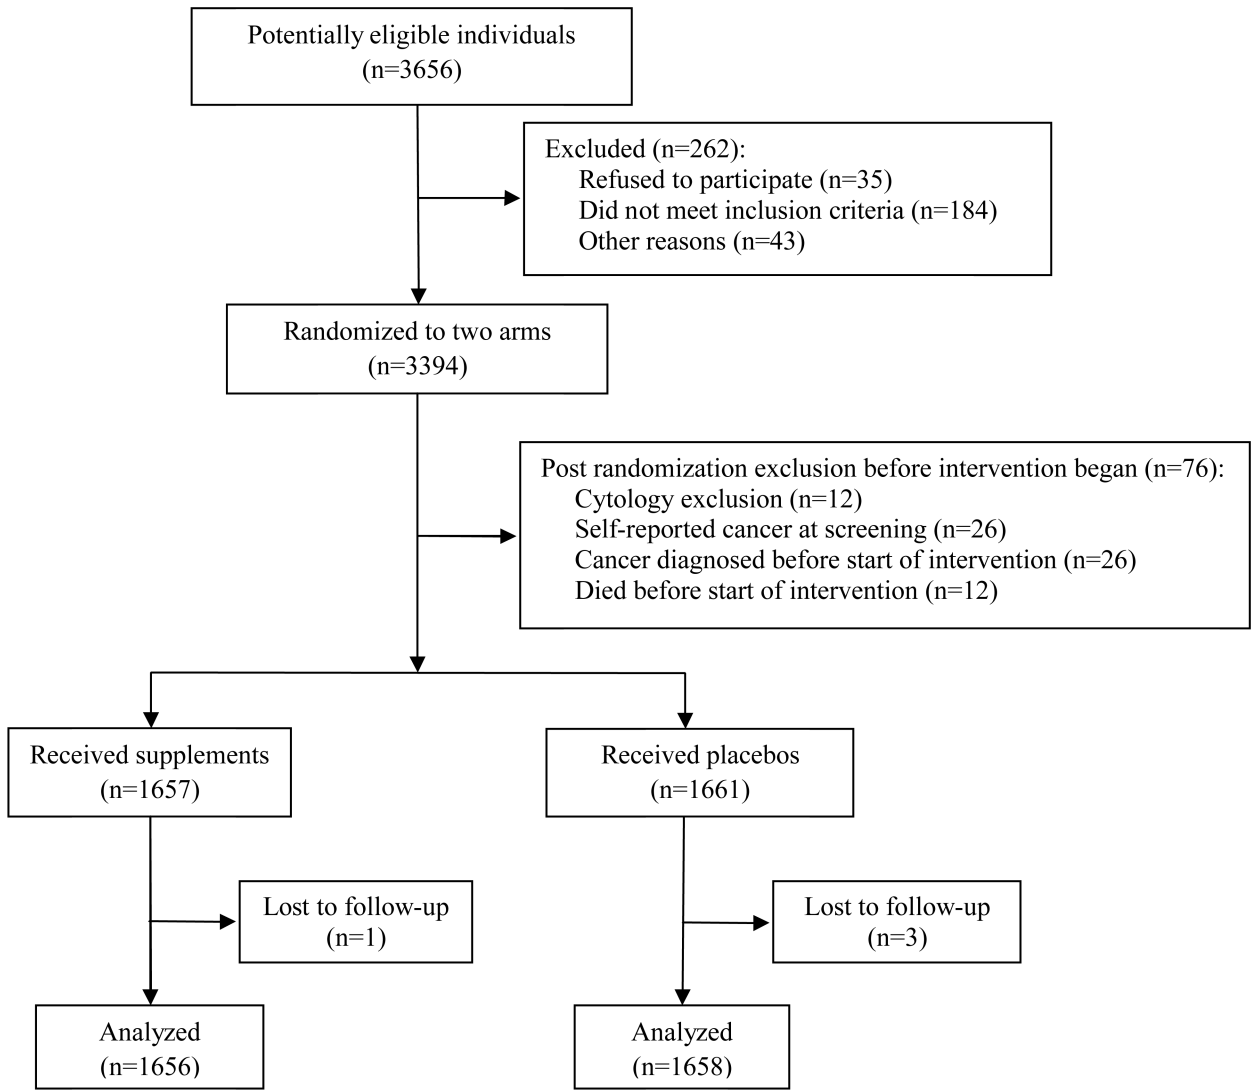 Potentially eligible individuals
(n=3656)
Excluded (n=262):
Refused to participate (n=35)
Did not meet inclusion criteria (n=184)
Other reasons (n=43)
Randomized to two arms
(n=3394)
Post randomization exclusion before intervention began (n=76):
Cytology exclusion (n=12)
Self-reported cancer at screening (n=26)
Cancer diagnosed before start of intervention (n=26)
Died before start of intervention (n=12)
Received supplements
(n=1657)
Received placebos
(n=1661)
Lost to follow-up
(n=1)
Lost to follow-up
(n=3)
Analyzed
(n=1656)
Analyzed
(n=1658)